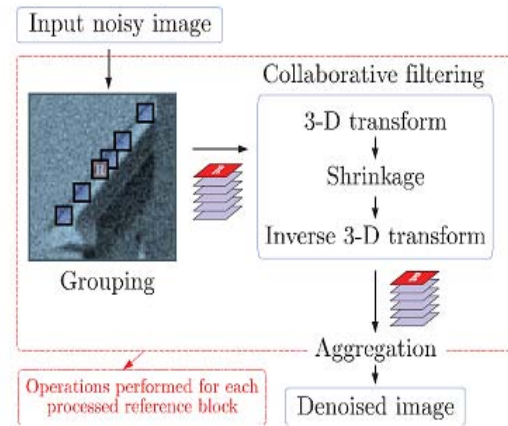 Input noisy image
Collaborative filtering
3-D transform
Shrinkage
Inverse 3-D transform
Grouping
Aggregation
Operations performed for each
processed reference block
Denoised image